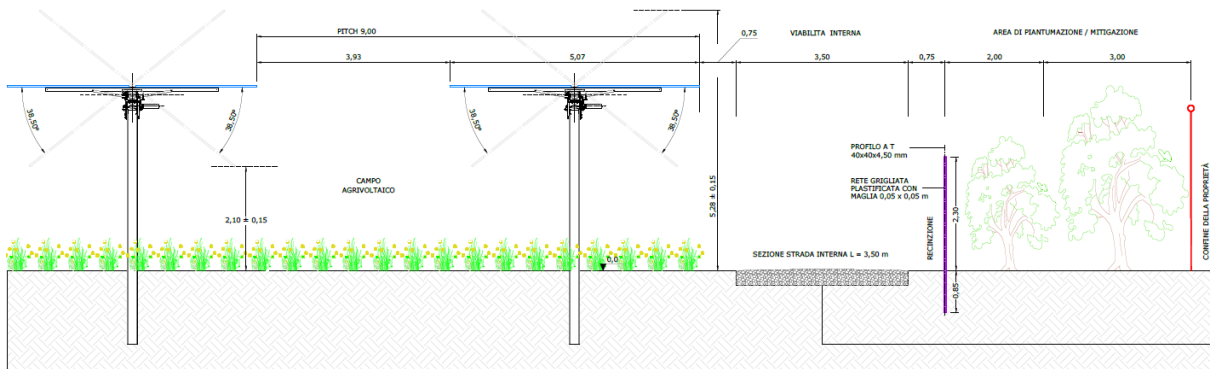 PITCH 9,00
0,75
VIABILITA INTERNA
AREA DI PIANTUMAZIONE / MITIGAZIONE
3,93
5,07
3,50
0,75
2,00
3,00
38,50°
38,50°
38,50°
38,50°
PROFILO A T
40x40x4,50 mm
CAMPO
AGRIVOLTAICO
RETE GRIGLIATA
PLASTIFICATA CON
MAGLIA 0,05 x 0,05 m
5,28 ± 0,15
2,10 ± 0,15
2,30
RECINZIONE
CONFINE DELLA PROPRIETÀ
SEZIONE STRADA INTERNA L = 3,50 m
0,0
0,85